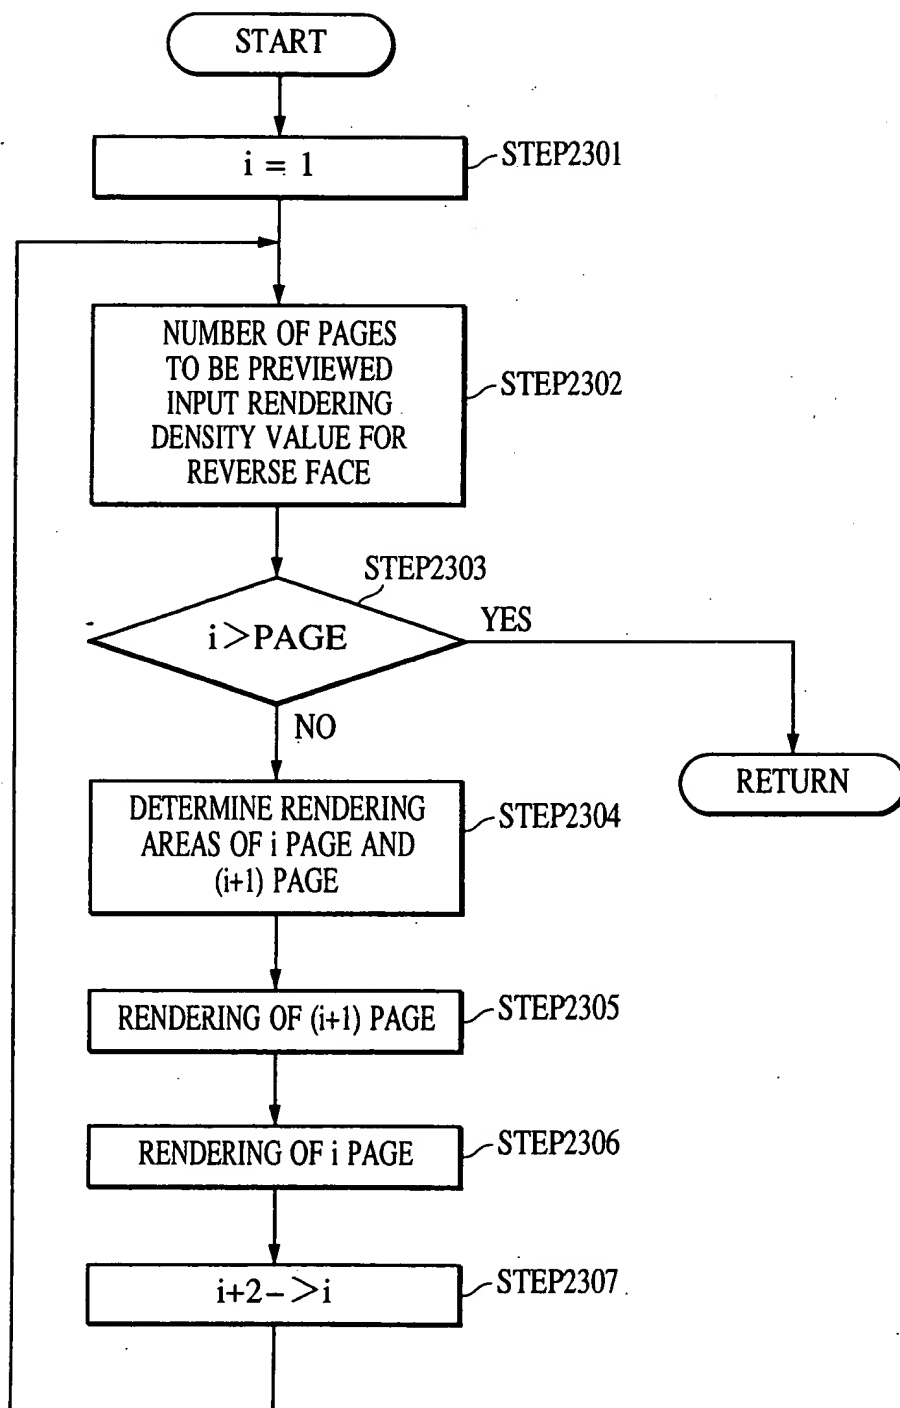 START
i = 1
STEP2301
NUMBER OF PAGES
TO BE PREVIEWED
INPUT RENDERING
DENSITY VALUE FOR
REVERSE FACE
STEP2302
STEP2303
i>PAGE
YES
NO
RETURN
DETERMINE RENDERING
AREAS OF i PAGE AND
(i+1) PAGE
STEP2304
RENDERING OF (i+1) PAGE
STEP2305
RENDERING OF i PAGE
STEP2306
i+2->i
STEP2307